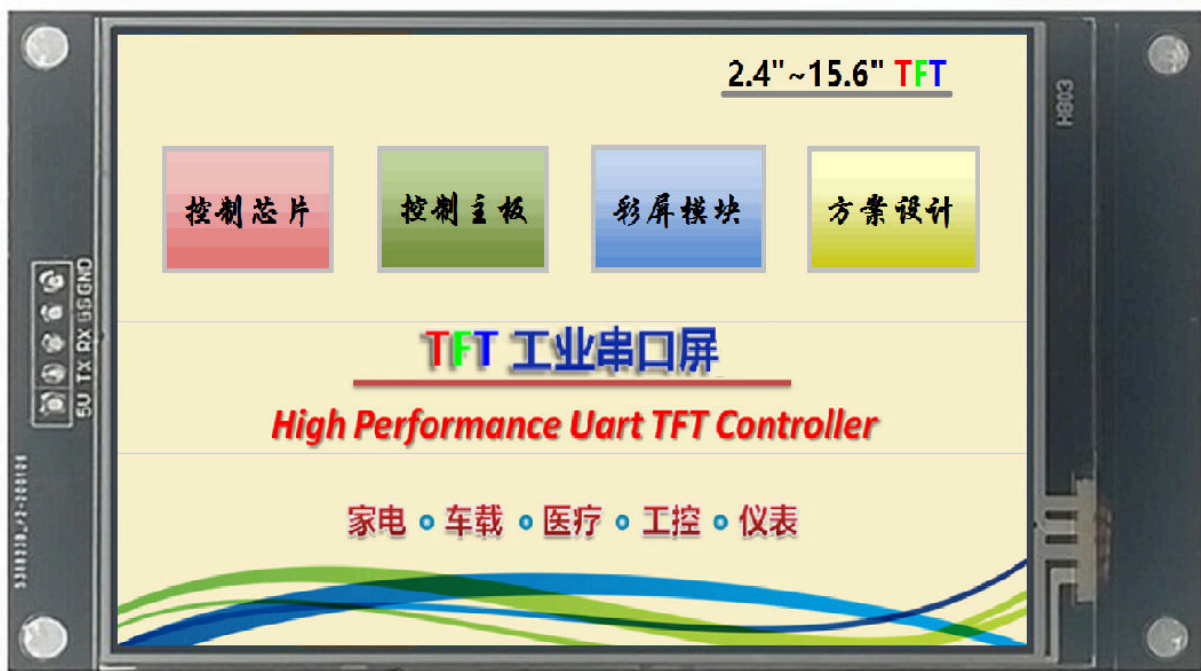 2.4"~15.6" TFT
控制芯片
控制主板
彩屏模块
方案设计
TFT 工业串口屏
High Performance Uart TFT Controller
家电 • 车载 • 医疗 • 工控 • 仪表
5V TX RX GS GND
H803